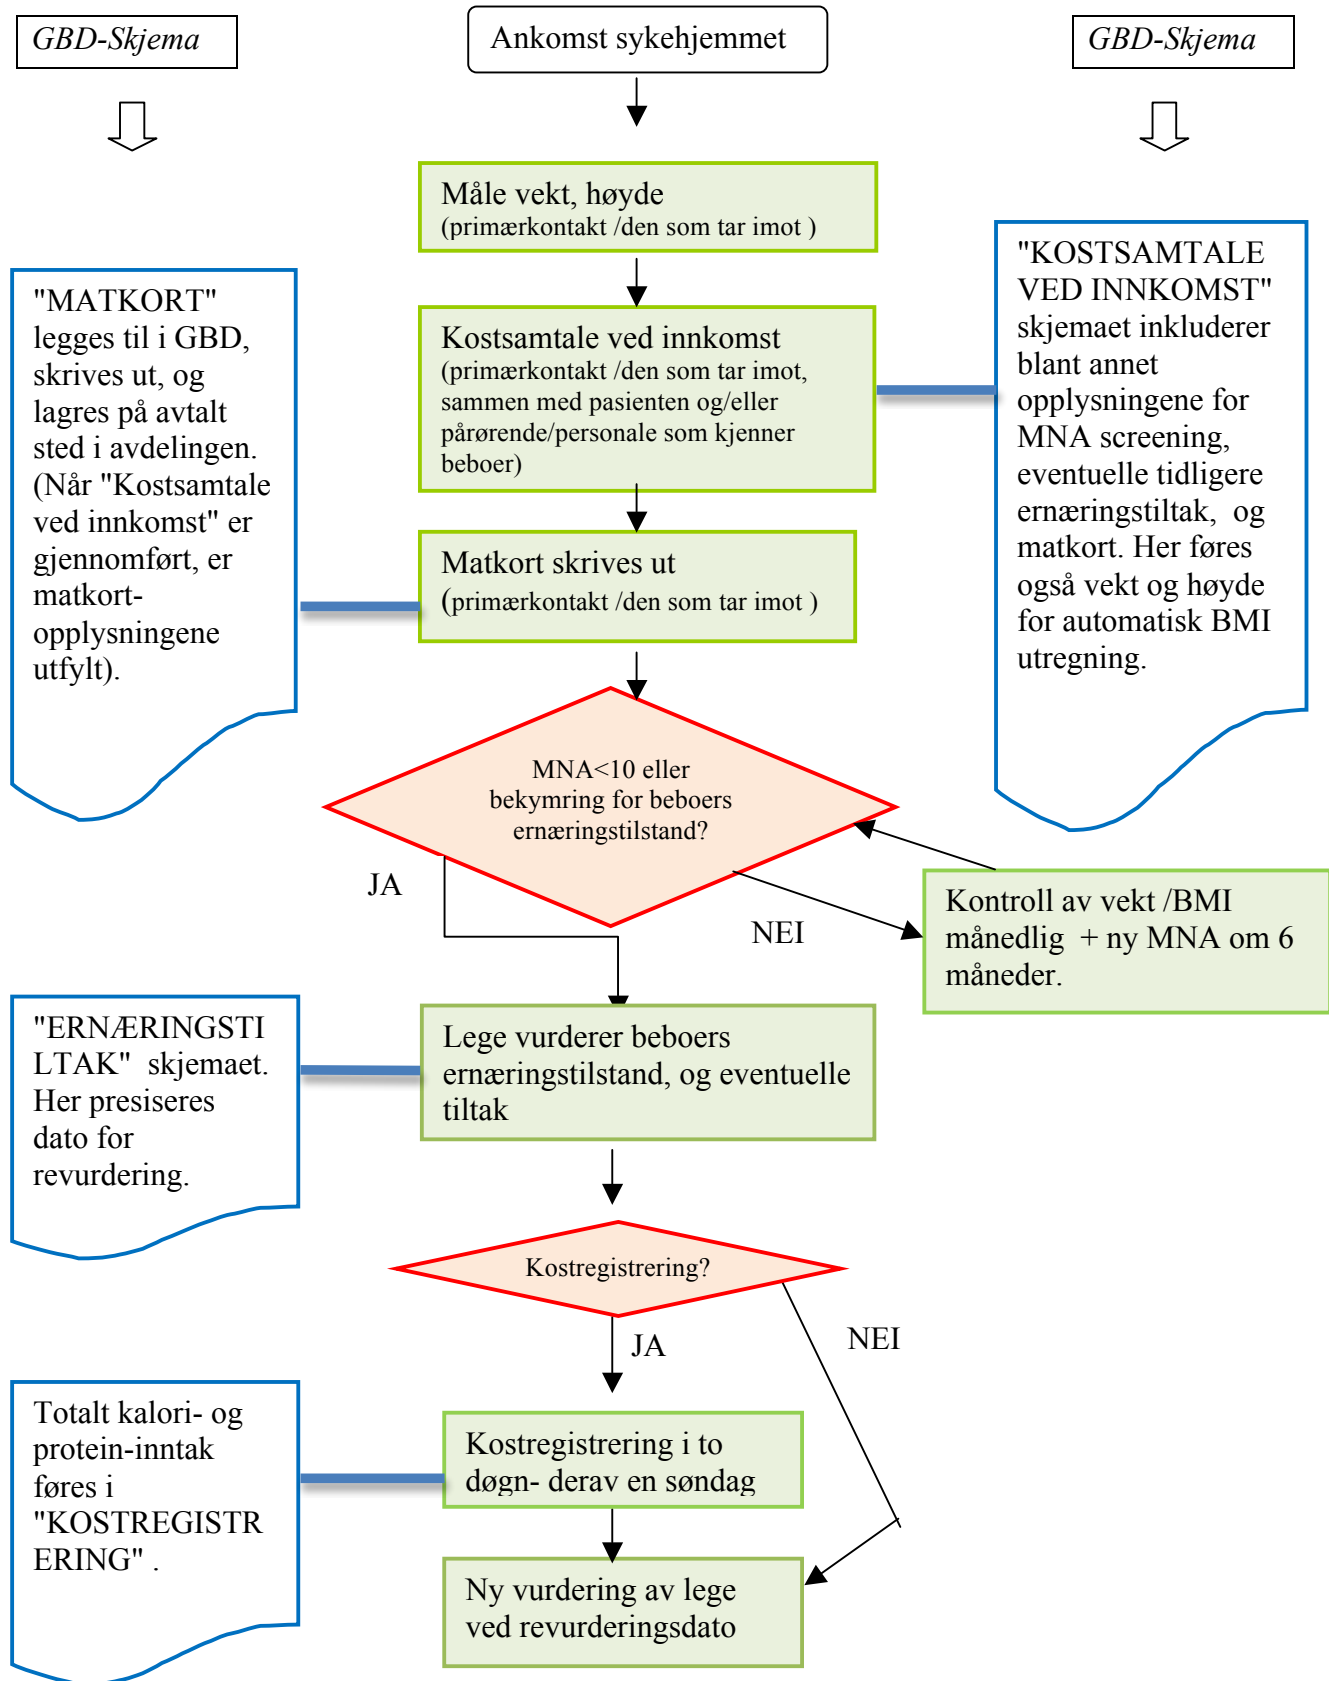 GBD-Skjema
Ankomst sykehjemmet
GBD-Skjema
Måle vekt, høyde
(primærkontakt /den som tar imot )
"KOSTSAMTALE
VED INNKOMST"
skjemaet inkluderer
blant annet
opplysningene for
MNA screening,
eventuelle tidligere
ernæringstiltak, og
matkort. Her føres
også vekt og høyde
for automatisk BMI
utregning.
"MATKORT"
legges til i GBD,
skrives ut, og
lagres på avtalt
sted i avdelingen.
(Når "Kostsamtale
ved innkomst" er
gjennomført, er
matkort-
opplysningene
utfylt).
Kostsamtale ved innkomst
(primærkontakt /den som tar imot,
sammen med pasienten og/eller
pårørende/personale som kjenner
beboer)
Matkort skrives ut
(primærkontakt /den som tar imot )
MNA<10 eller
bekymring for beboers
ernæringstilstand?
JA
NEI
Kontroll av vekt /BMI
månedlig + ny MNA om 6
måneder.
"ERNÆRINGSTI
LTAK" skjemaet.
Her presiseres
dato for
revurdering.
Lege vurderer beboers
ernæringstilstand, og eventuelle
tiltak
Kostregistrering?
JA
NEI
Totalt kalori- og
protein-inntak
føres i
"KOSTREGISTR
ERING" .
Kostregistrering i to
døgn- derav en søndag
Ny vurdering av lege
ved revurderingsdato